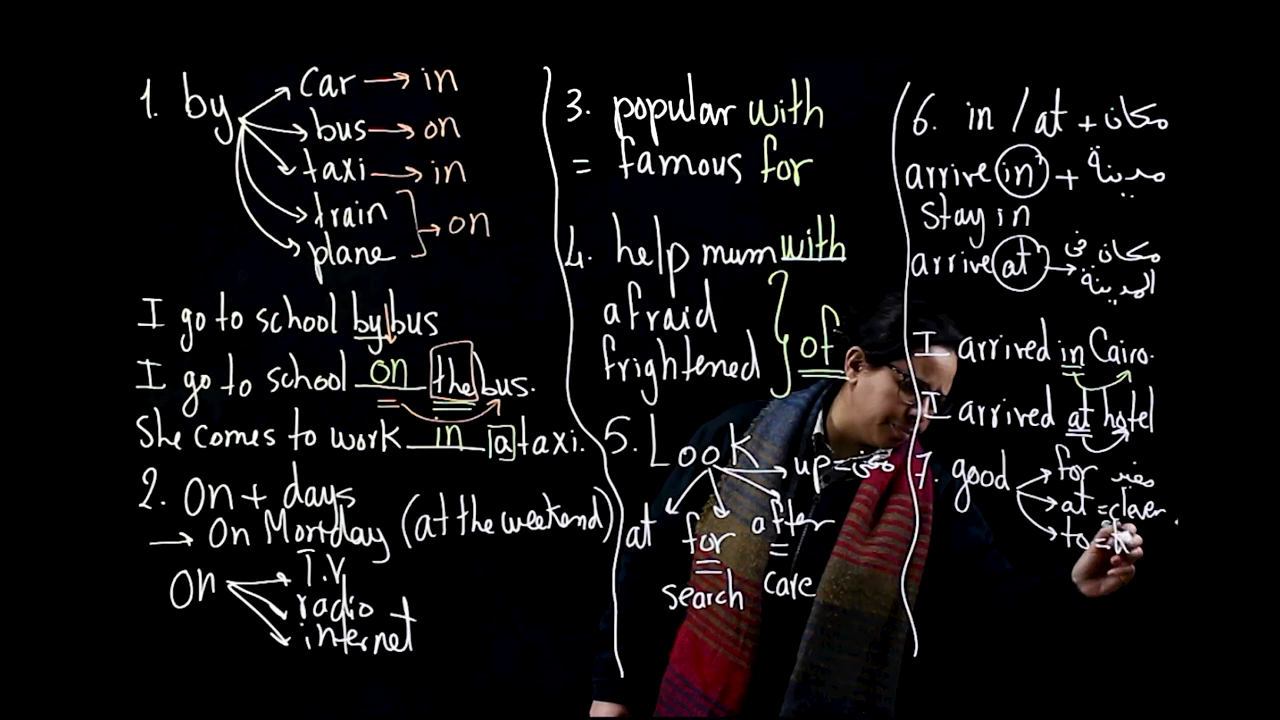 1. by → car → in
→ bus → on
→ taxi → in
→ train
→ plane } → on
I go to school by bus
I go to school on the bus.
She comes to work in a taxi.
2. on + days
→ On Monday (at the weekend)
on → T.V
→ radio
→ internet
3. popular with
= famous for
4. help mum with
afraid
frightened } of
5. Look
up =
at for after
search care
6. in / at + مكان
arrive in + مدينة
stay in
arrive at → مكان فى
المدينة
I arrived in Cairo.
I arrived at hotel
7. good → for مفيد
→ at = clever.
→ to =